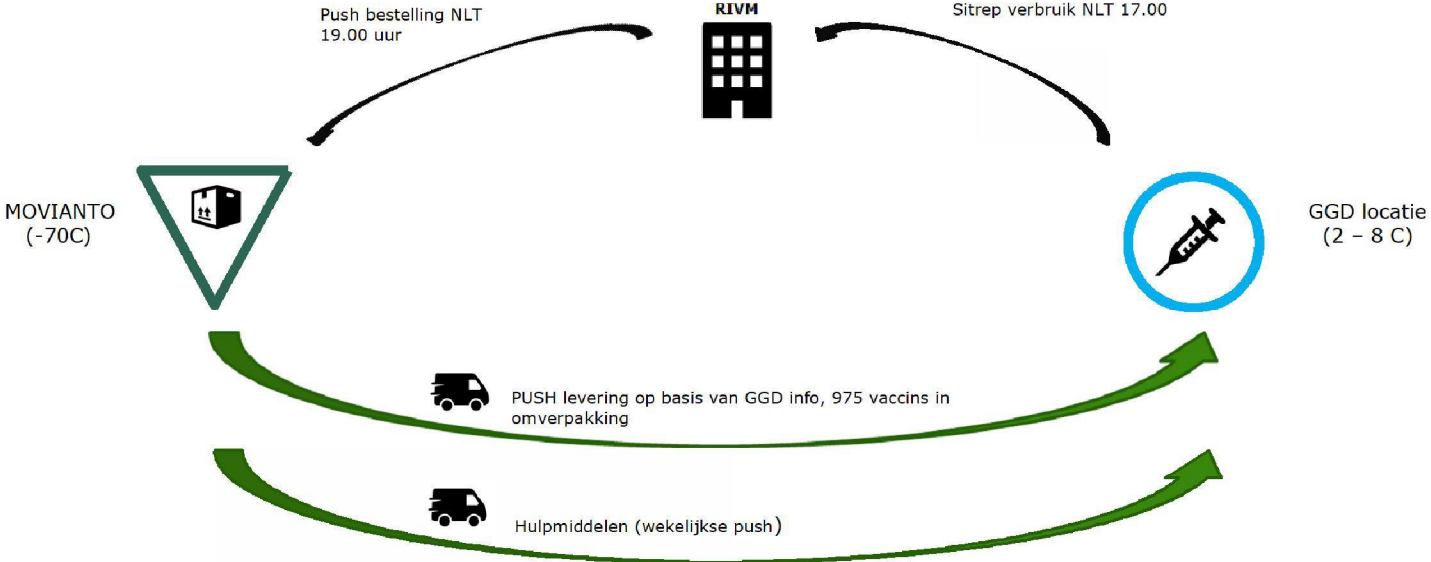 Push bestelling NLT
19.00 uur
RIVM
Sitrep verbruik NLT 17.00
MOVIANTO
(-70C)
GGD locatie
(2 – 8 C)
PUSH levering op basis van GGD info, 975 vaccins in
omverpakking
Hulpmiddelen (wekelijkse push)